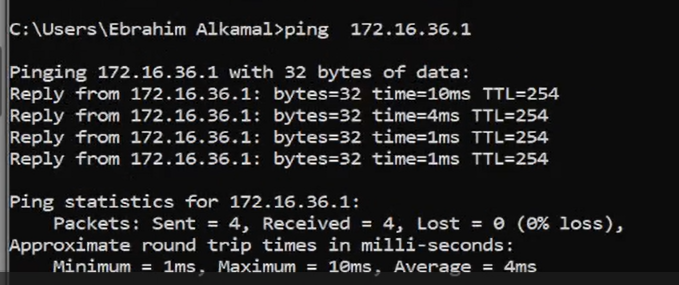 C:\Users\Ebrahim Alkamal>ping  172.16.36.1
Pinging 172.16.36.1 with 32 bytes of data:
Reply from 172.16.36.1: bytes=32 time=10ms TTL=254
Reply from 172.16.36.1: bytes=32 time=4ms TTL=254
Reply from 172.16.36.1: bytes=32 time=1ms TTL=254
Reply from 172.16.36.1: bytes=32 time=1ms TTL=254
Ping statistics for 172.16.36.1:
    Packets: Sent = 4, Received = 4, Lost = 0 (0% loss),
Approximate round trip times in milli-seconds:
    Minimum = 1ms, Maximum = 10ms, Average = 4ms